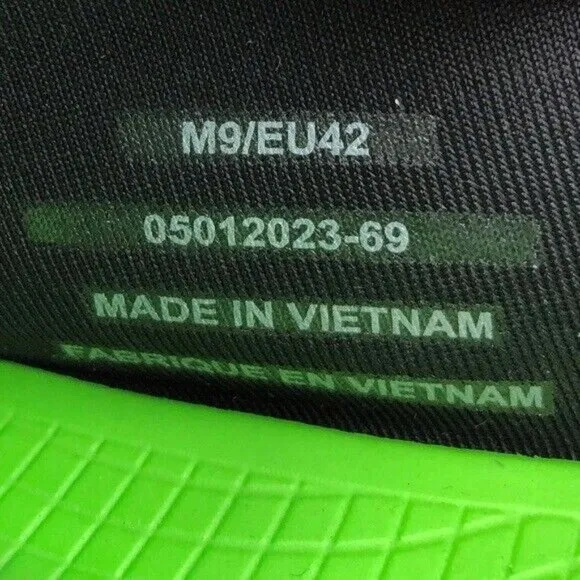 M9/EU42
05012023-69
MADE IN VIETNAM
FABRIQUE EN VIETNAM